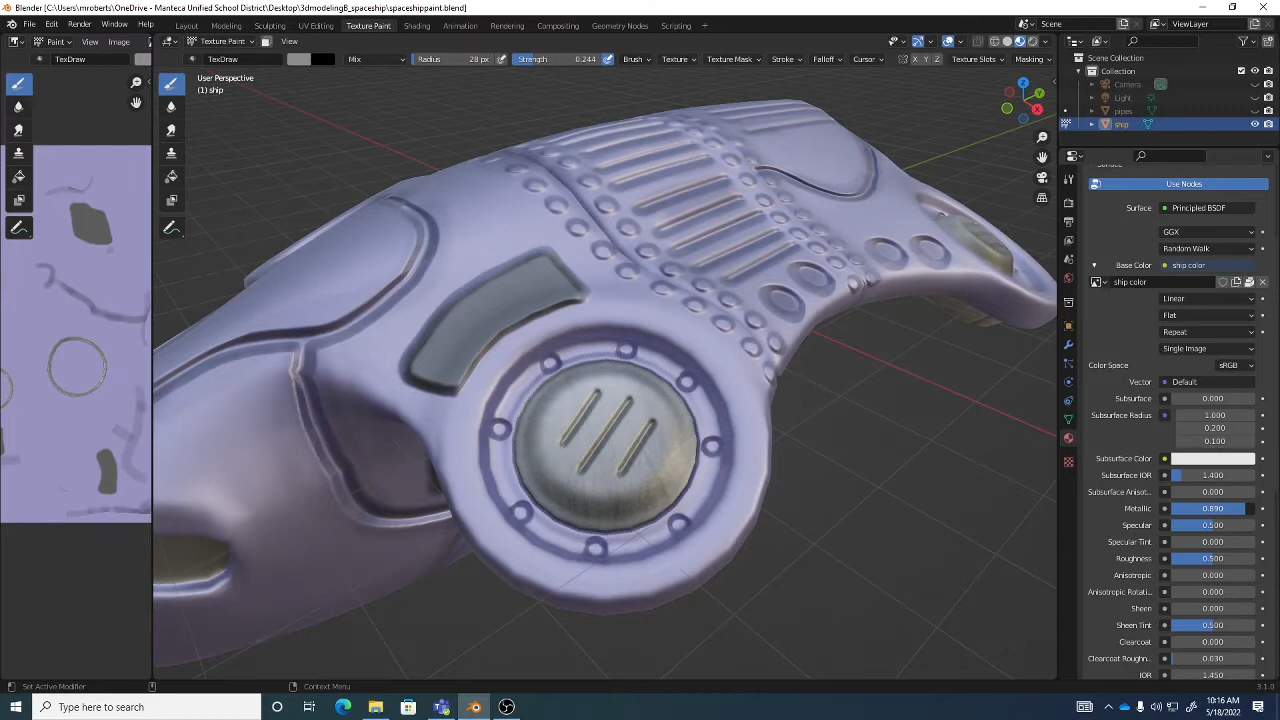 Blender [C:\Users\mroberts\OneDrive - Manteca Unified School District\Desktop\3dmodelingB_spaceship\spaceshippaint.blend]
File Edit Render Window Help Layout Modeling Sculpting UV Editing Texture Paint Shading Animation Rendering Compositing Geometry Nodes Scripting + Scene ViewLayer
Paint View Image Texture Paint View
TexDraw TexDraw Mix Radius 28 px Strength 0.244 Brush Texture Texture Mask Stroke Falloff Cursor X Y Z Texture Slots Masking
User Perspective
(1) ship
Z
Y
X
Scene Collection
Collection
Camera
Light
pipes
ship
Surface
Use Nodes
Surface Principled BSDF
GGX
Random Walk
Base Color ship color
ship color
Linear
Flat
Repeat
Single Image
Color Space sRGB
Vector Default
Subsurface 0.000
Subsurface Radius 1.000
0.200
0.100
Subsurface Color
Subsurface IOR 1.400
Subsurface Anisot... 0.000
Metallic 0.890
Specular 0.500
Specular Tint 0.000
Roughness 0.500
Anisotropic 0.000
Anisotropic Rotati... 0.000
Sheen 0.000
Sheen Tint 0.500
Clearcoat 0.000
Clearcoat Roughn... 0.030
IOR 1.450
Set Active Modifier Context Menu 3.1.0
Type here to search
10:16 AM
5/18/2022